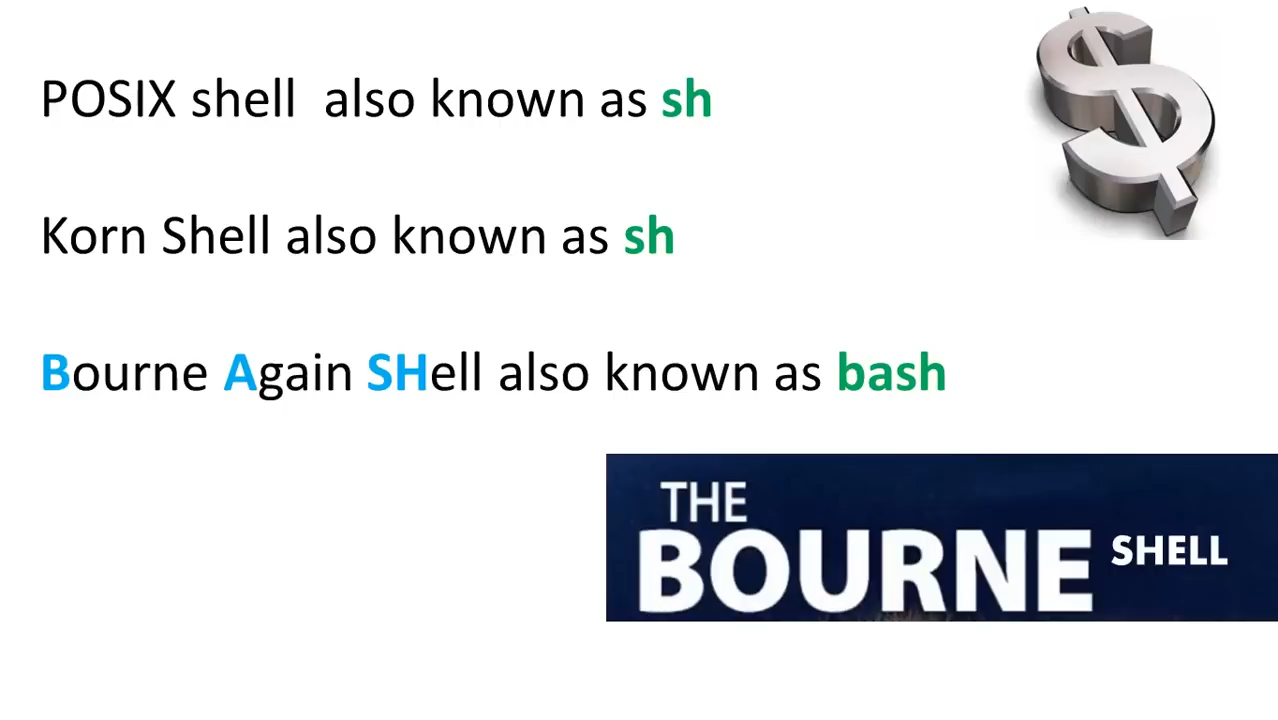 POSIX shell also known as sh
Korn Shell also known as sh
Bourne Again SHell also known as bash
THE
BOURNE SHELL